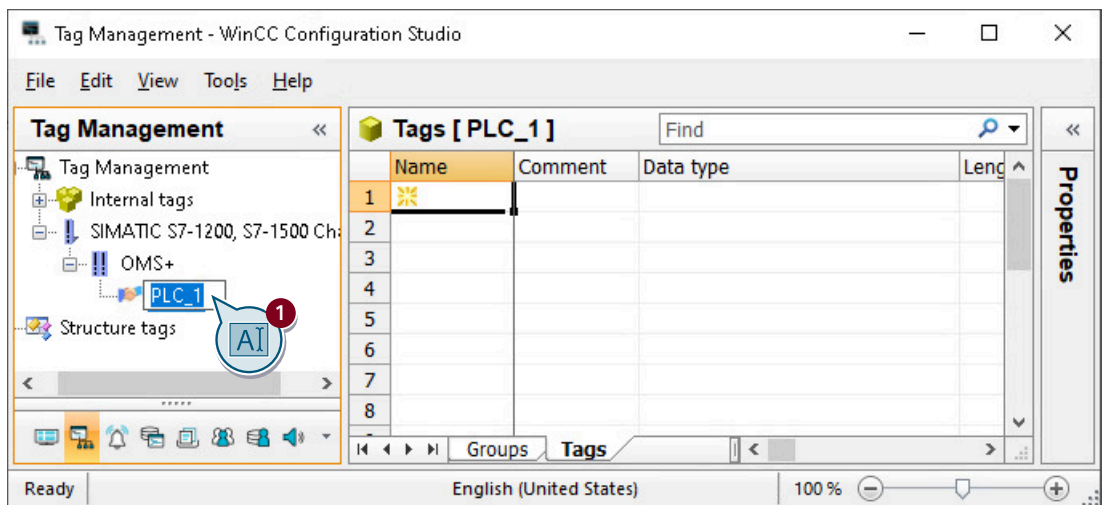 Tag Management - WinCC Configuration Studio
File Edit View Tools Help
Tag Management «
Tags [ PLC_1 ] Find «
Tag Management
Internal tags
SIMATIC S7-1200, S7-1500 Cha
OMS+
PLC_1
Structure tags
1
AI
Name Comment Data type Leng
1
2
3
4
5
6
7
8
Properties
Groups Tags
Ready English (United States) 100 %